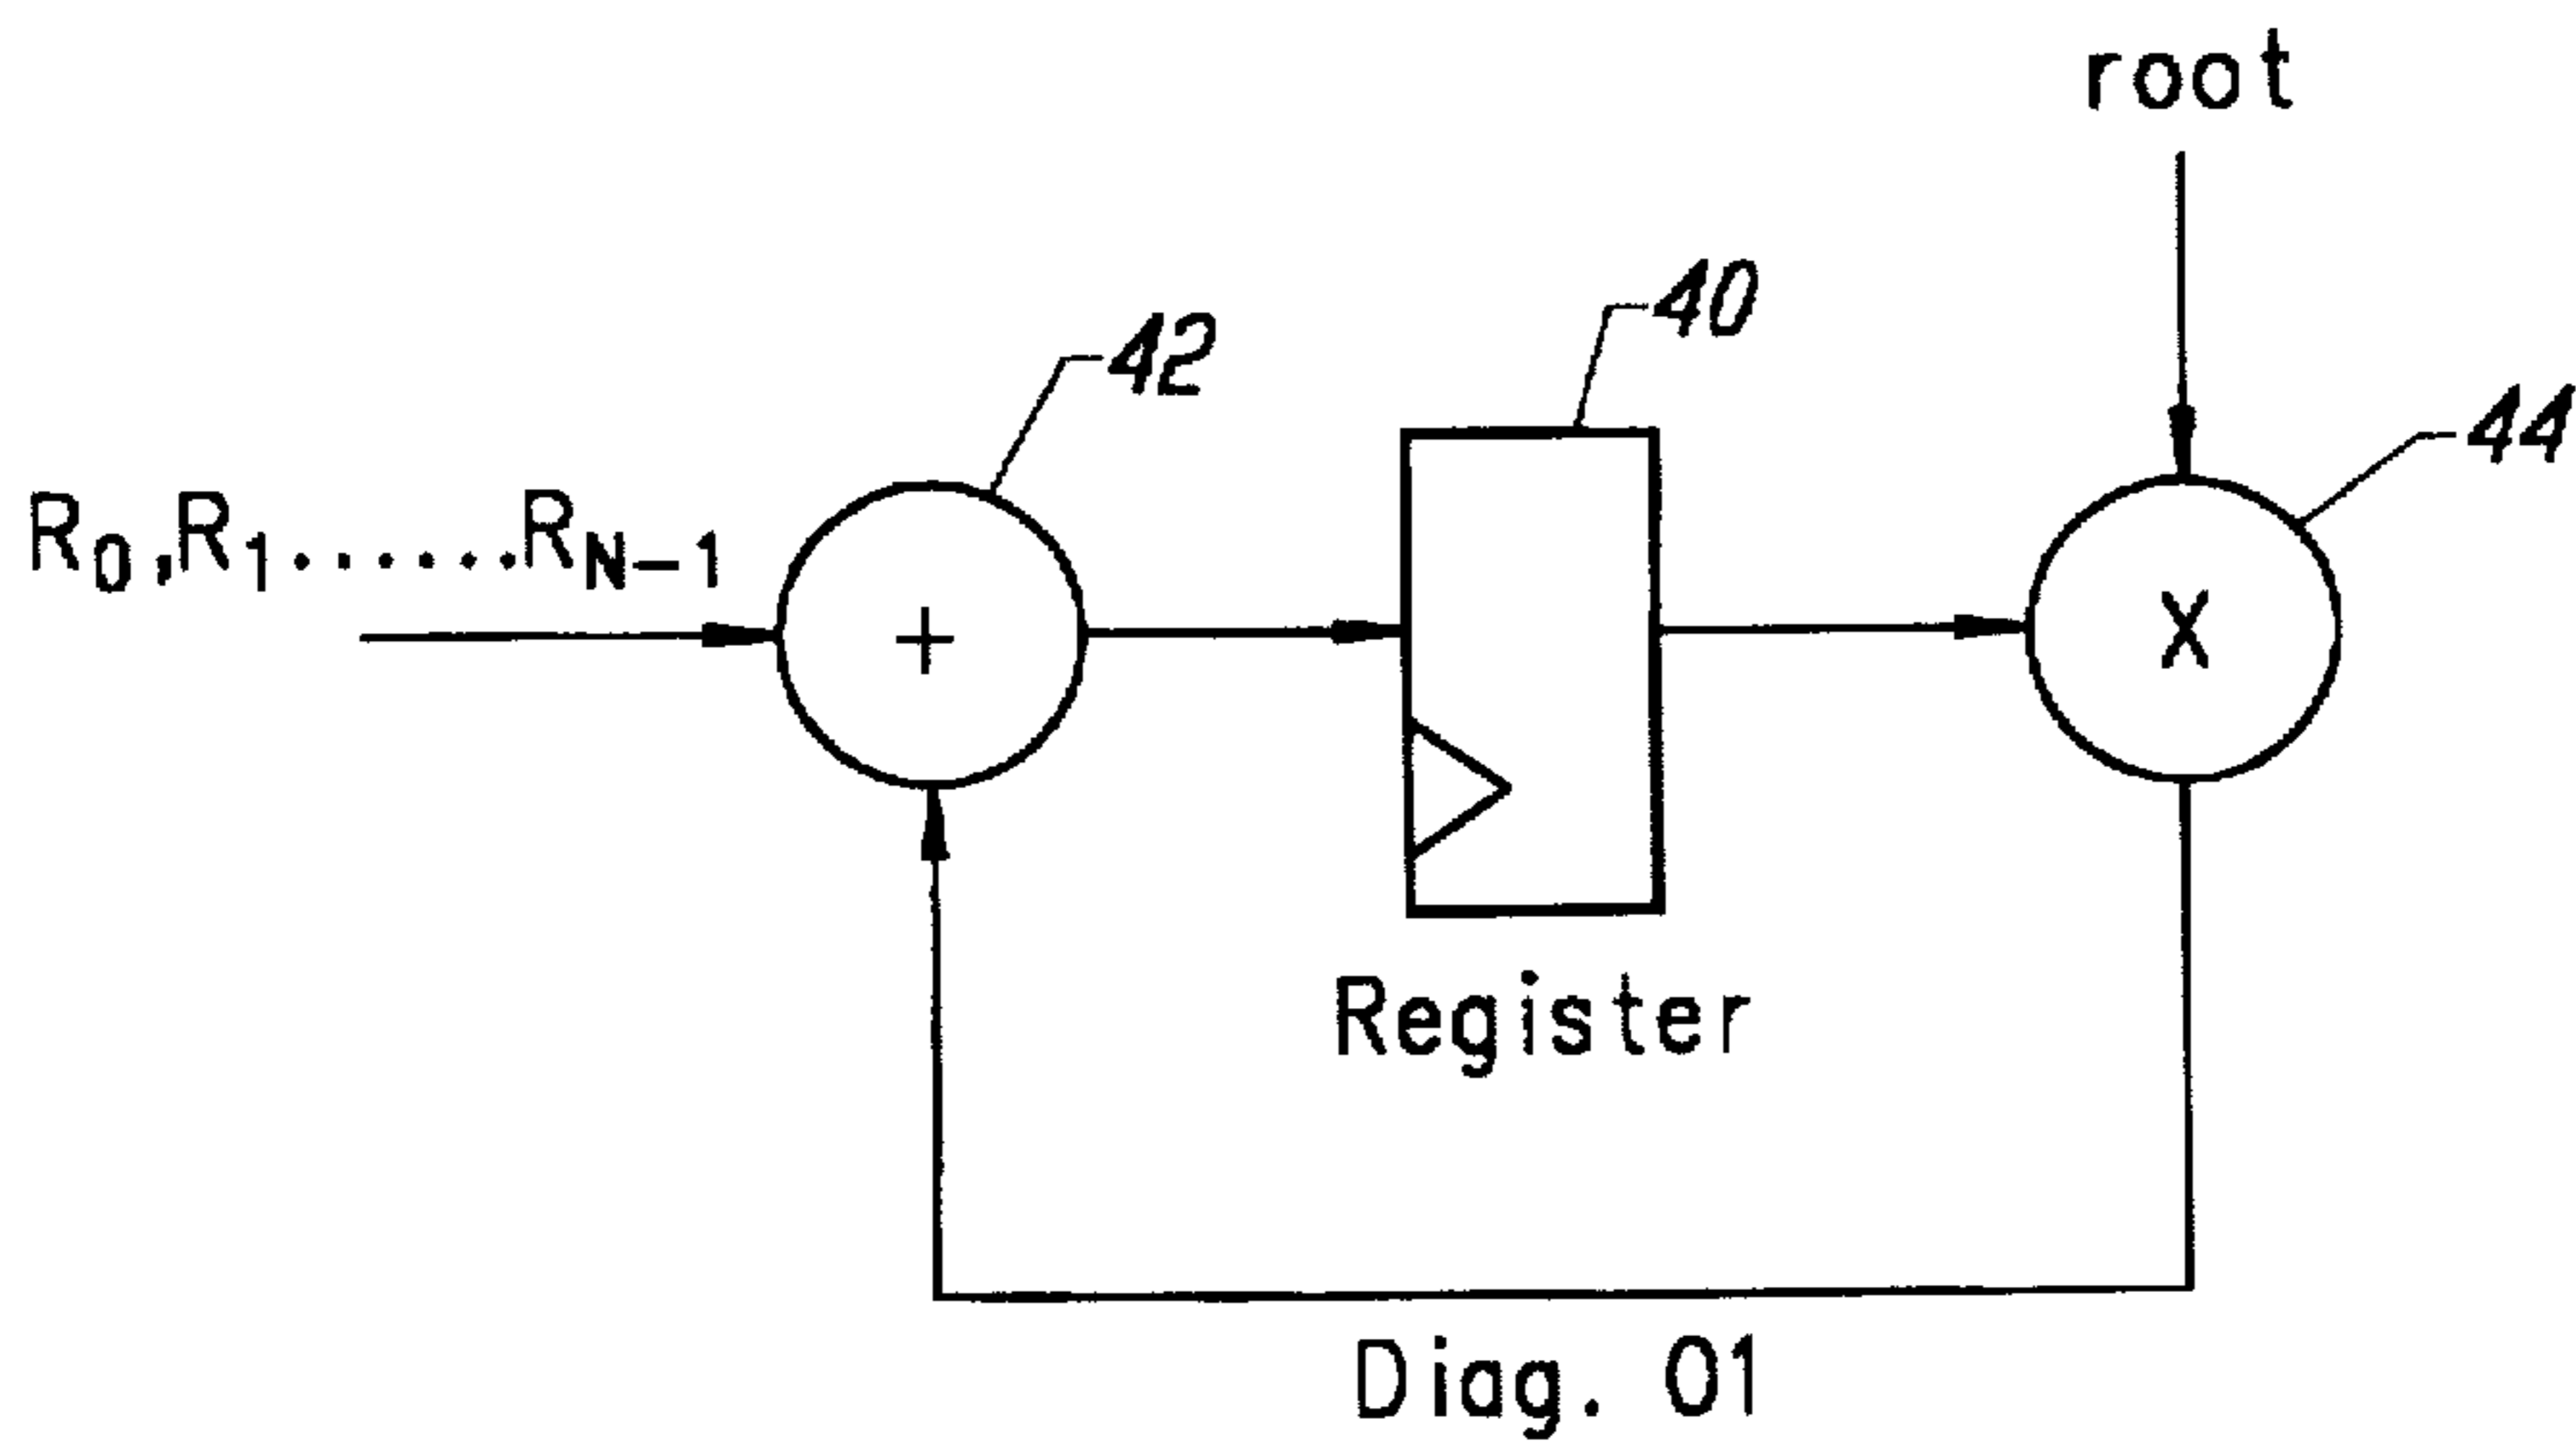 root
40
42
44
R0,R1......RN-1
+
X
Register
Diag. 01